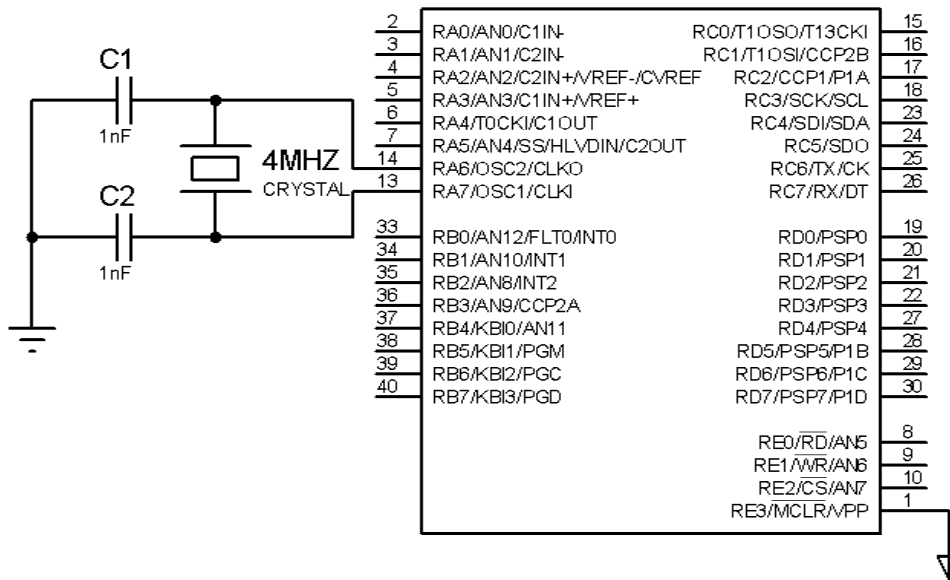 C1
1nF
4MHZ
CRYSTAL
C2
1nF
2 RA0/AN0/C1IN-
3 RA1/AN1/C2IN-
4 RA2/AN2/C2IN+/VREF-/CVREF
5 RA3/AN3/C1IN+/VREF+
6 RA4/T0CKI/C1OUT
7 RA5/AN4/SS/HLVDIN/C2OUT
14 RA6/OSC2/CLKO
13 RA7/OSC1/CLKI
33 RB0/AN12/FLT0/INT0
34 RB1/AN10/INT1
35 RB2/AN8/INT2
36 RB3/AN9/CCP2A
37 RB4/KBI0/AN11
38 RB5/KBI1/PGM
39 RB6/KBI2/PGC
40 RB7/KBI3/PGD
RC0/T1OSO/T13CKI 15
RC1/T1OSI/CCP2B 16
RC2/CCP1/P1A 17
RC3/SCK/SCL 18
RC4/SDI/SDA 23
RC5/SDO 24
RC6/TX/CK 25
RC7/RX/DT 26
RD0/PSP0 19
RD1/PSP1 20
RD2/PSP2 21
RD3/PSP3 22
RD4/PSP4 27
RD5/PSP5/P1B 28
RD6/PSP6/P1C 29
RD7/PSP7/P1D 30
RE0/RD/AN5 8
RE1/WR/AN6 9
RE2/CS/AN7 10
RE3/MCLR/VPP 1